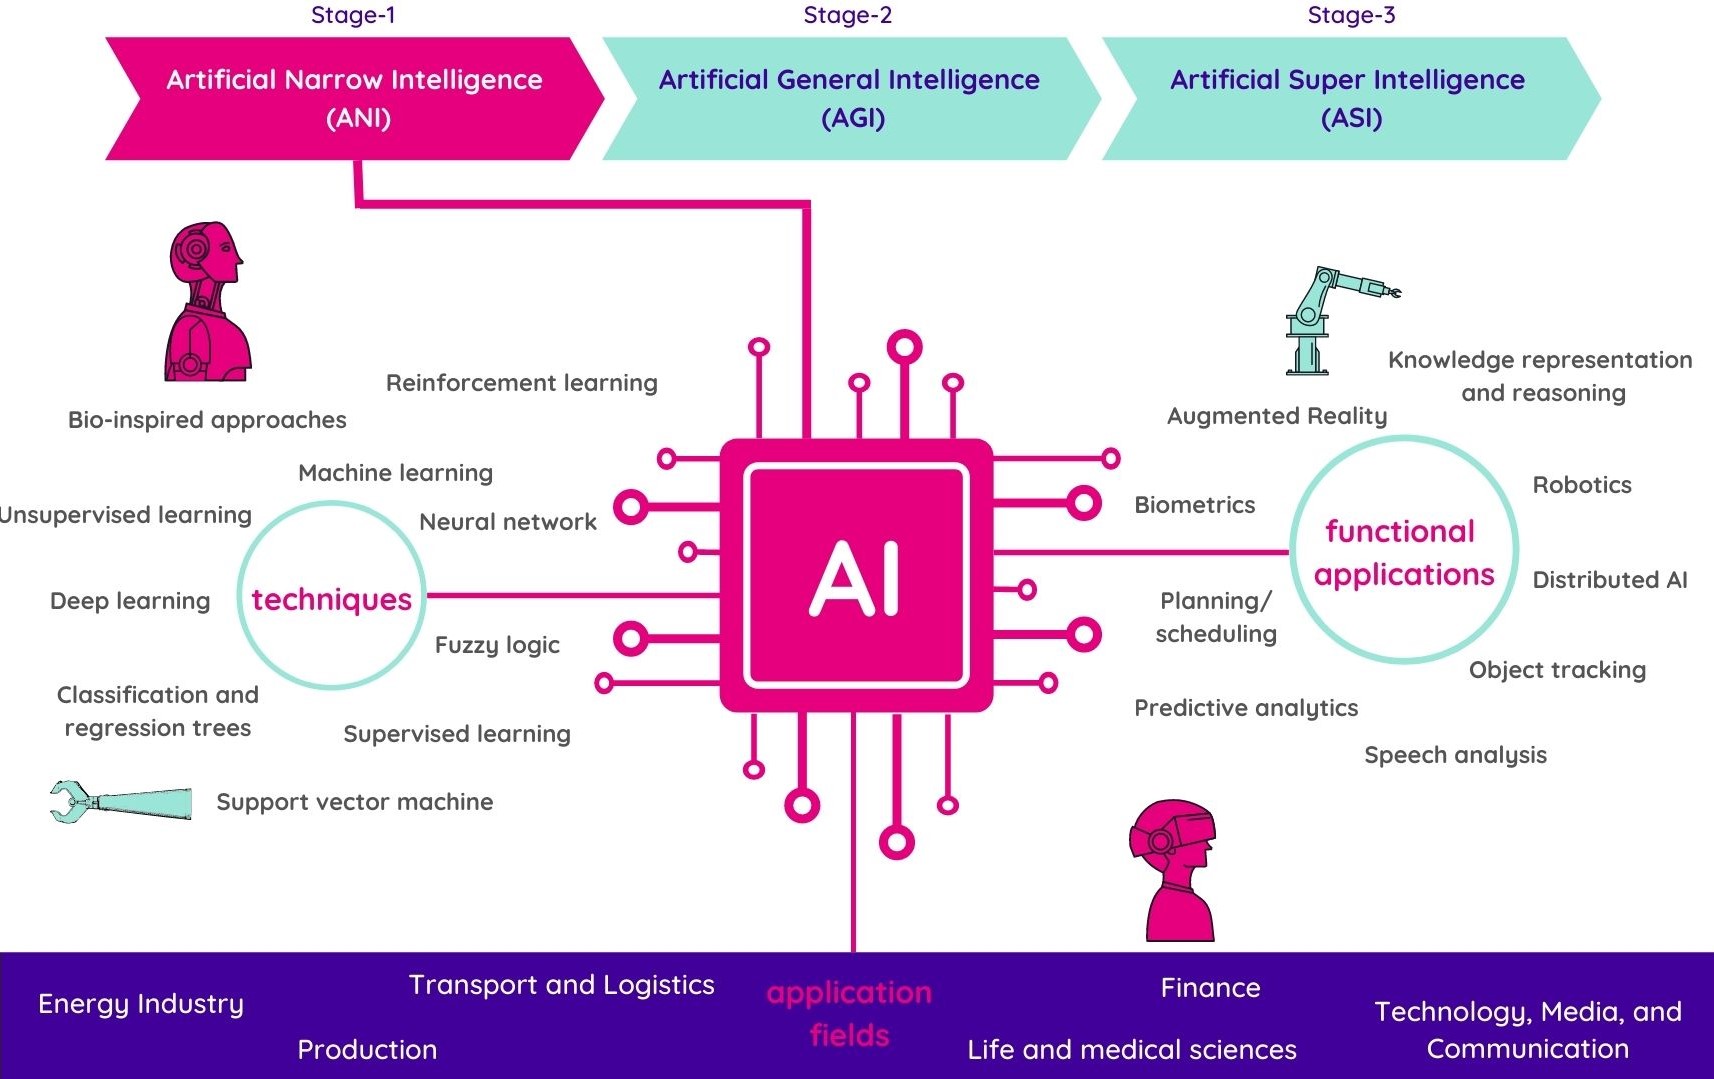 Stage-1
Stage-2
Stage-3
Artificial Narrow Intelligence
(ANI)
Artificial General Intelligence
(AGI)
Artificial Super Intelligence
(ASI)
Reinforcement learning
Bio-inspired approaches
Machine learning
Unsupervised learning
Neural network
Deep learning
techniques
Fuzzy logic
Classification and
regression trees
Supervised learning
Support vector machine
AI
Knowledge representation
and reasoning
Augmented Reality
Robotics
Biometrics
functional
applications
Distributed AI
Planning/
scheduling
Object tracking
Predictive analytics
Speech analysis
Energy Industry
Transport and Logistics
Production
application
fields
Finance
Life and medical sciences
Technology, Media, and
Communication